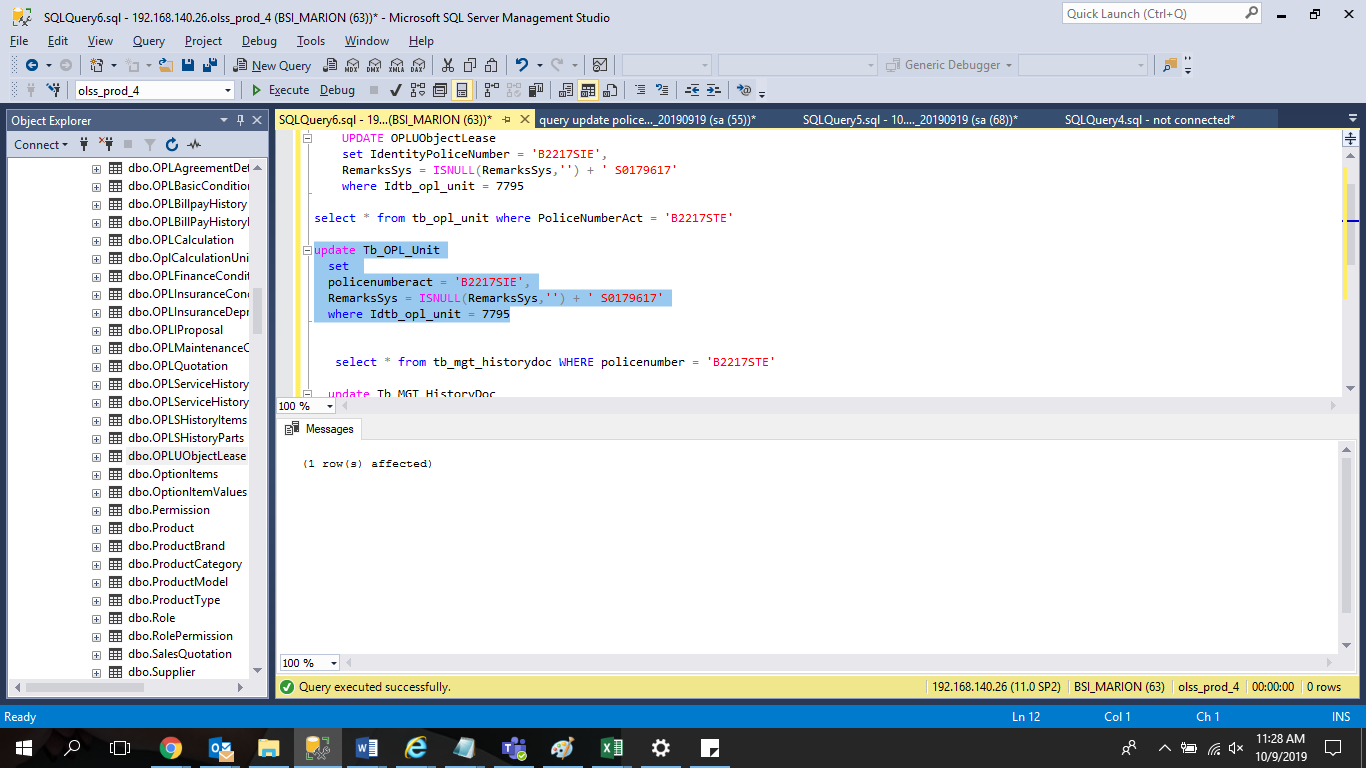 SQLQuery6.sql - 192.168.140.26.olss_prod_4 (BSI_MARION (63))* - Microsoft SQL Server Management Studio
Quick Launch (Ctrl+Q)
File Edit View Query Project Debug Tools Window Help
New Query MDX DMX XMLA DAX Generic Debugger
olss_prod_4 Execute Debug
Object Explorer
SQLQuery6.sql - 19...(BSI_MARION (63))* query update police..._20190919 (sa (55))* SQLQuery5.sql - 10...._20190919 (sa (68))* SQLQuery4.sql - not connected*
Connect
dbo.OPLAgreementDet
dbo.OPLBasicCondition
dbo.OPLBillpayHistory
dbo.OPLBillPayHistoryI
dbo.OPLCalculation
dbo.OplCalculationUni
dbo.OPLFinanceCondit
dbo.OPLInsuranceCon
dbo.OPLInsuranceDepr
dbo.OPLIProposal
dbo.OPLMaintenanceC
dbo.OPLQuotation
dbo.OPLServiceHistory
dbo.OPLServiceHistory
dbo.OPLSHistoryItems
dbo.OPLSHistoryParts
dbo.OPLUObjectLease
dbo.OptionItems
dbo.OptionItemValues
dbo.Permission
dbo.Product
dbo.ProductBrand
dbo.ProductCategory
dbo.ProductModel
dbo.ProductType
dbo.Role
dbo.RolePermission
dbo.SalesQuotation
dbo.Supplier
UPDATE OPLUObjectLease
set IdentityPoliceNumber = 'B2217SIE',
RemarksSys = ISNULL(RemarksSys,'') + ' S0179617'
where Idtb_opl_unit = 7795
select * from tb_opl_unit where PoliceNumberAct = 'B2217STE'
update Tb_OPL_Unit
set
policenumberact = 'B2217SIE',
RemarksSys = ISNULL(RemarksSys,'') + ' S0179617'
where Idtb_opl_unit = 7795
select * from tb_mgt_historydoc WHERE policenumber = 'B2217STE'
update Tb_MGT_HistoryDoc
100 %
Messages
(1 row(s) affected)
100 %
Query executed successfully. 192.168.140.26 (11.0 SP2) BSI_MARION (63) olss_prod_4 00:00:00 0 rows
Ready Ln 12 Col 1 Ch 1 INS
11:28 AM
10/9/2019